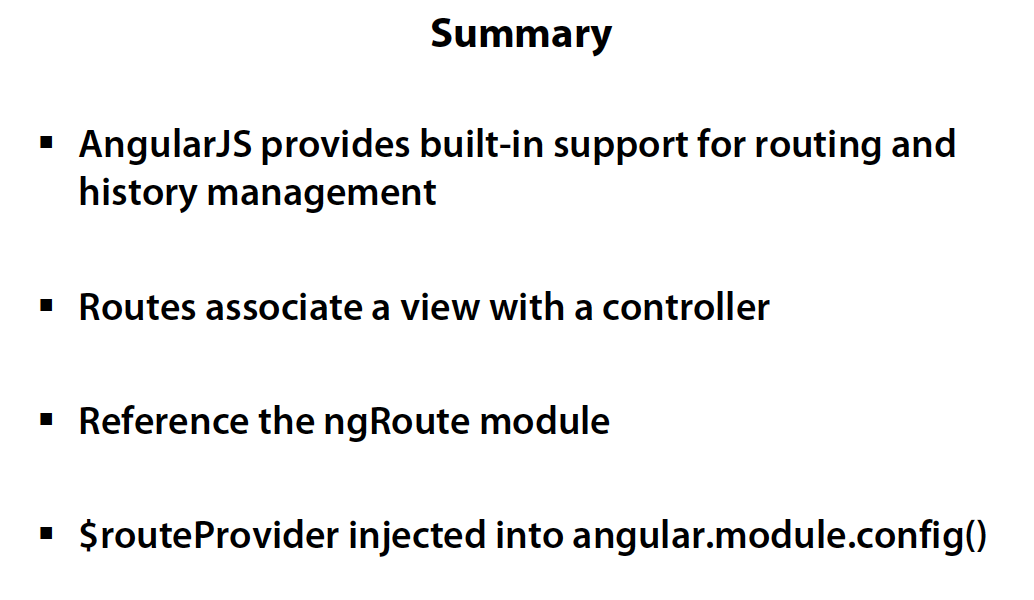 Summary
▪ AngularJS provides built-in support for routing and
history management
▪ Routes associate a view with a controller
▪ Reference the ngRoute module
▪ $routeProvider injected into angular.module.config()